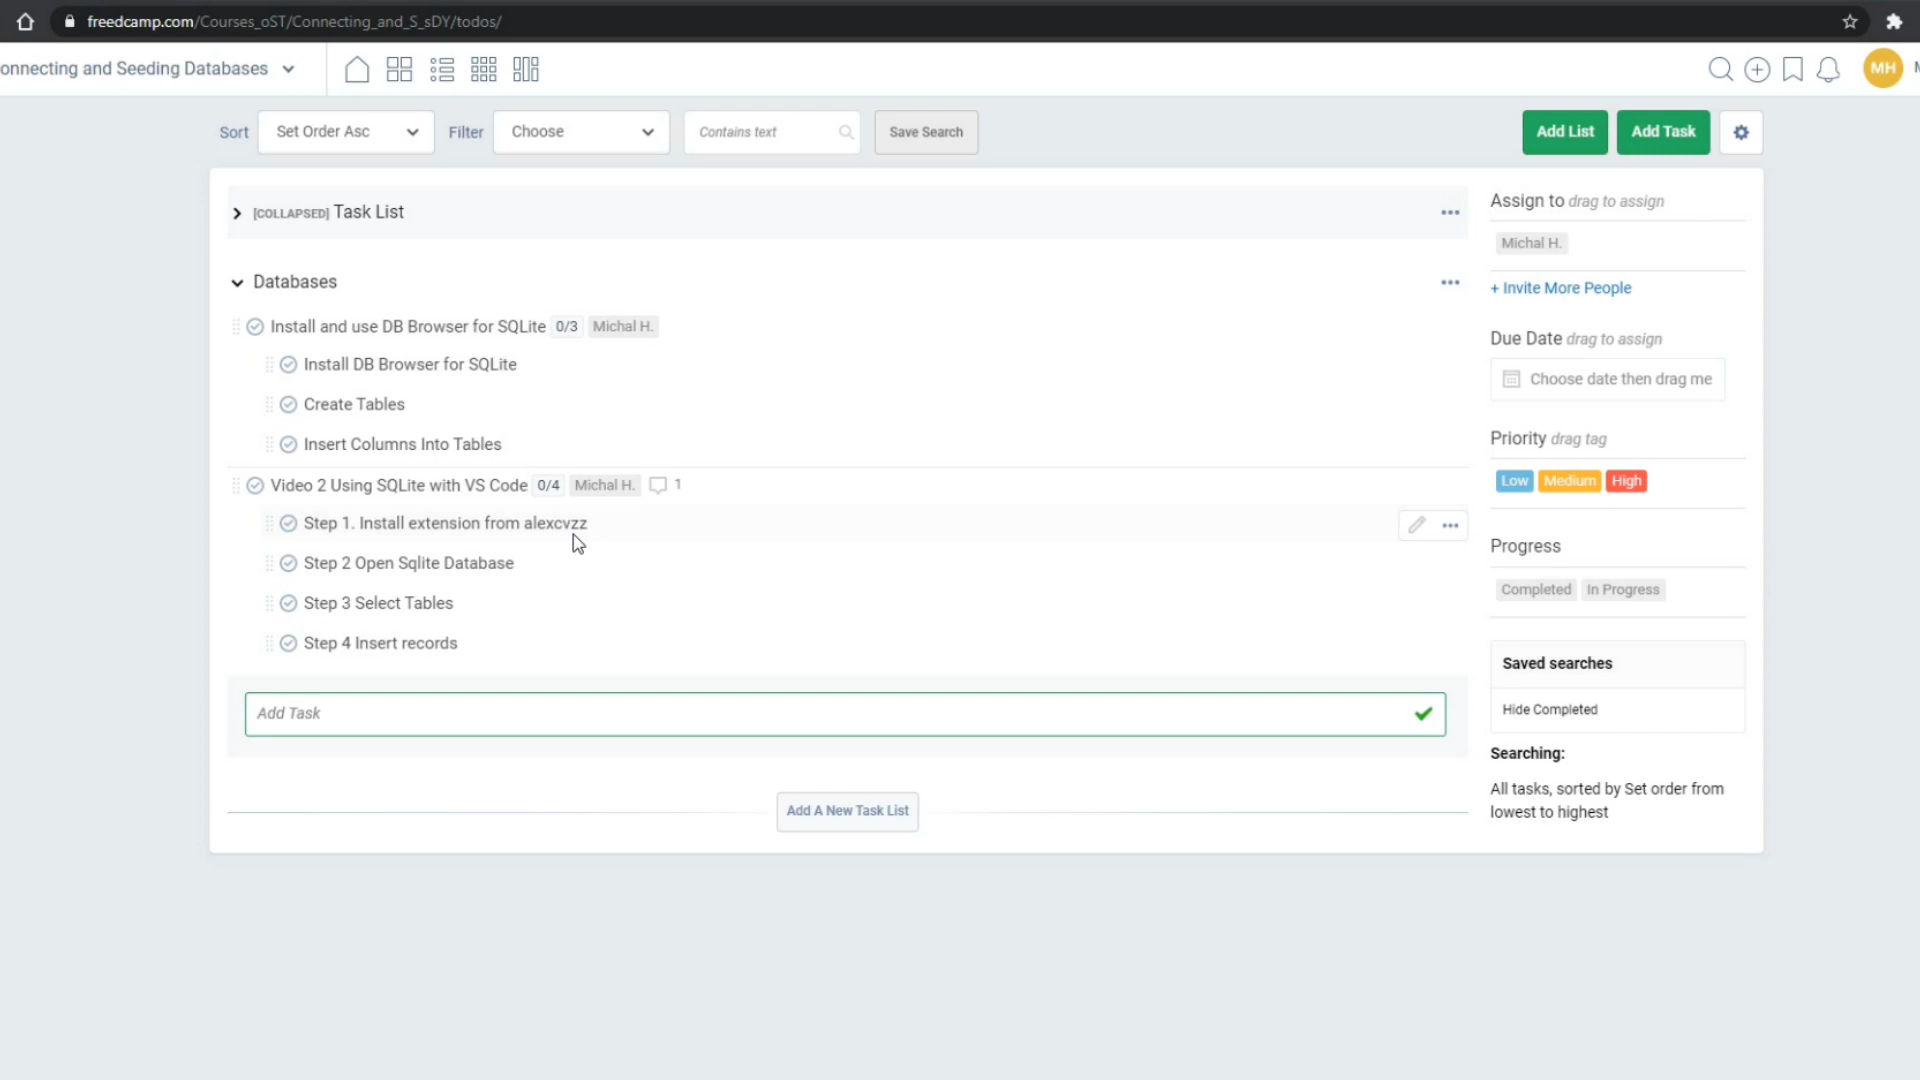 freedcamp.com/Courses_oST/Connecting_and_S_sDY/todos/
onnecting and Seeding Databases
MH
Sort Set Order Asc Filter Choose Contains text Save Search Add List Add Task
[COLLAPSED] Task List
Databases
Install and use DB Browser for SQLite 0/3 Michal H.
Install DB Browser for SQLite
Create Tables
Insert Columns Into Tables
Video 2 Using SQLite with VS Code 0/4 Michal H. 1
Step 1. Install extension from alexcvzz
Step 2 Open Sqlite Database
Step 3 Select Tables
Step 4 Insert records
Add Task
Add A New Task List
Assign to drag to assign
Michal H.
+ Invite More People
Due Date drag to assign
Choose date then drag me
Priority drag tag
Low Medium High
Progress
Completed In Progress
Saved searches
Hide Completed
Searching:
All tasks, sorted by Set order from
lowest to highest